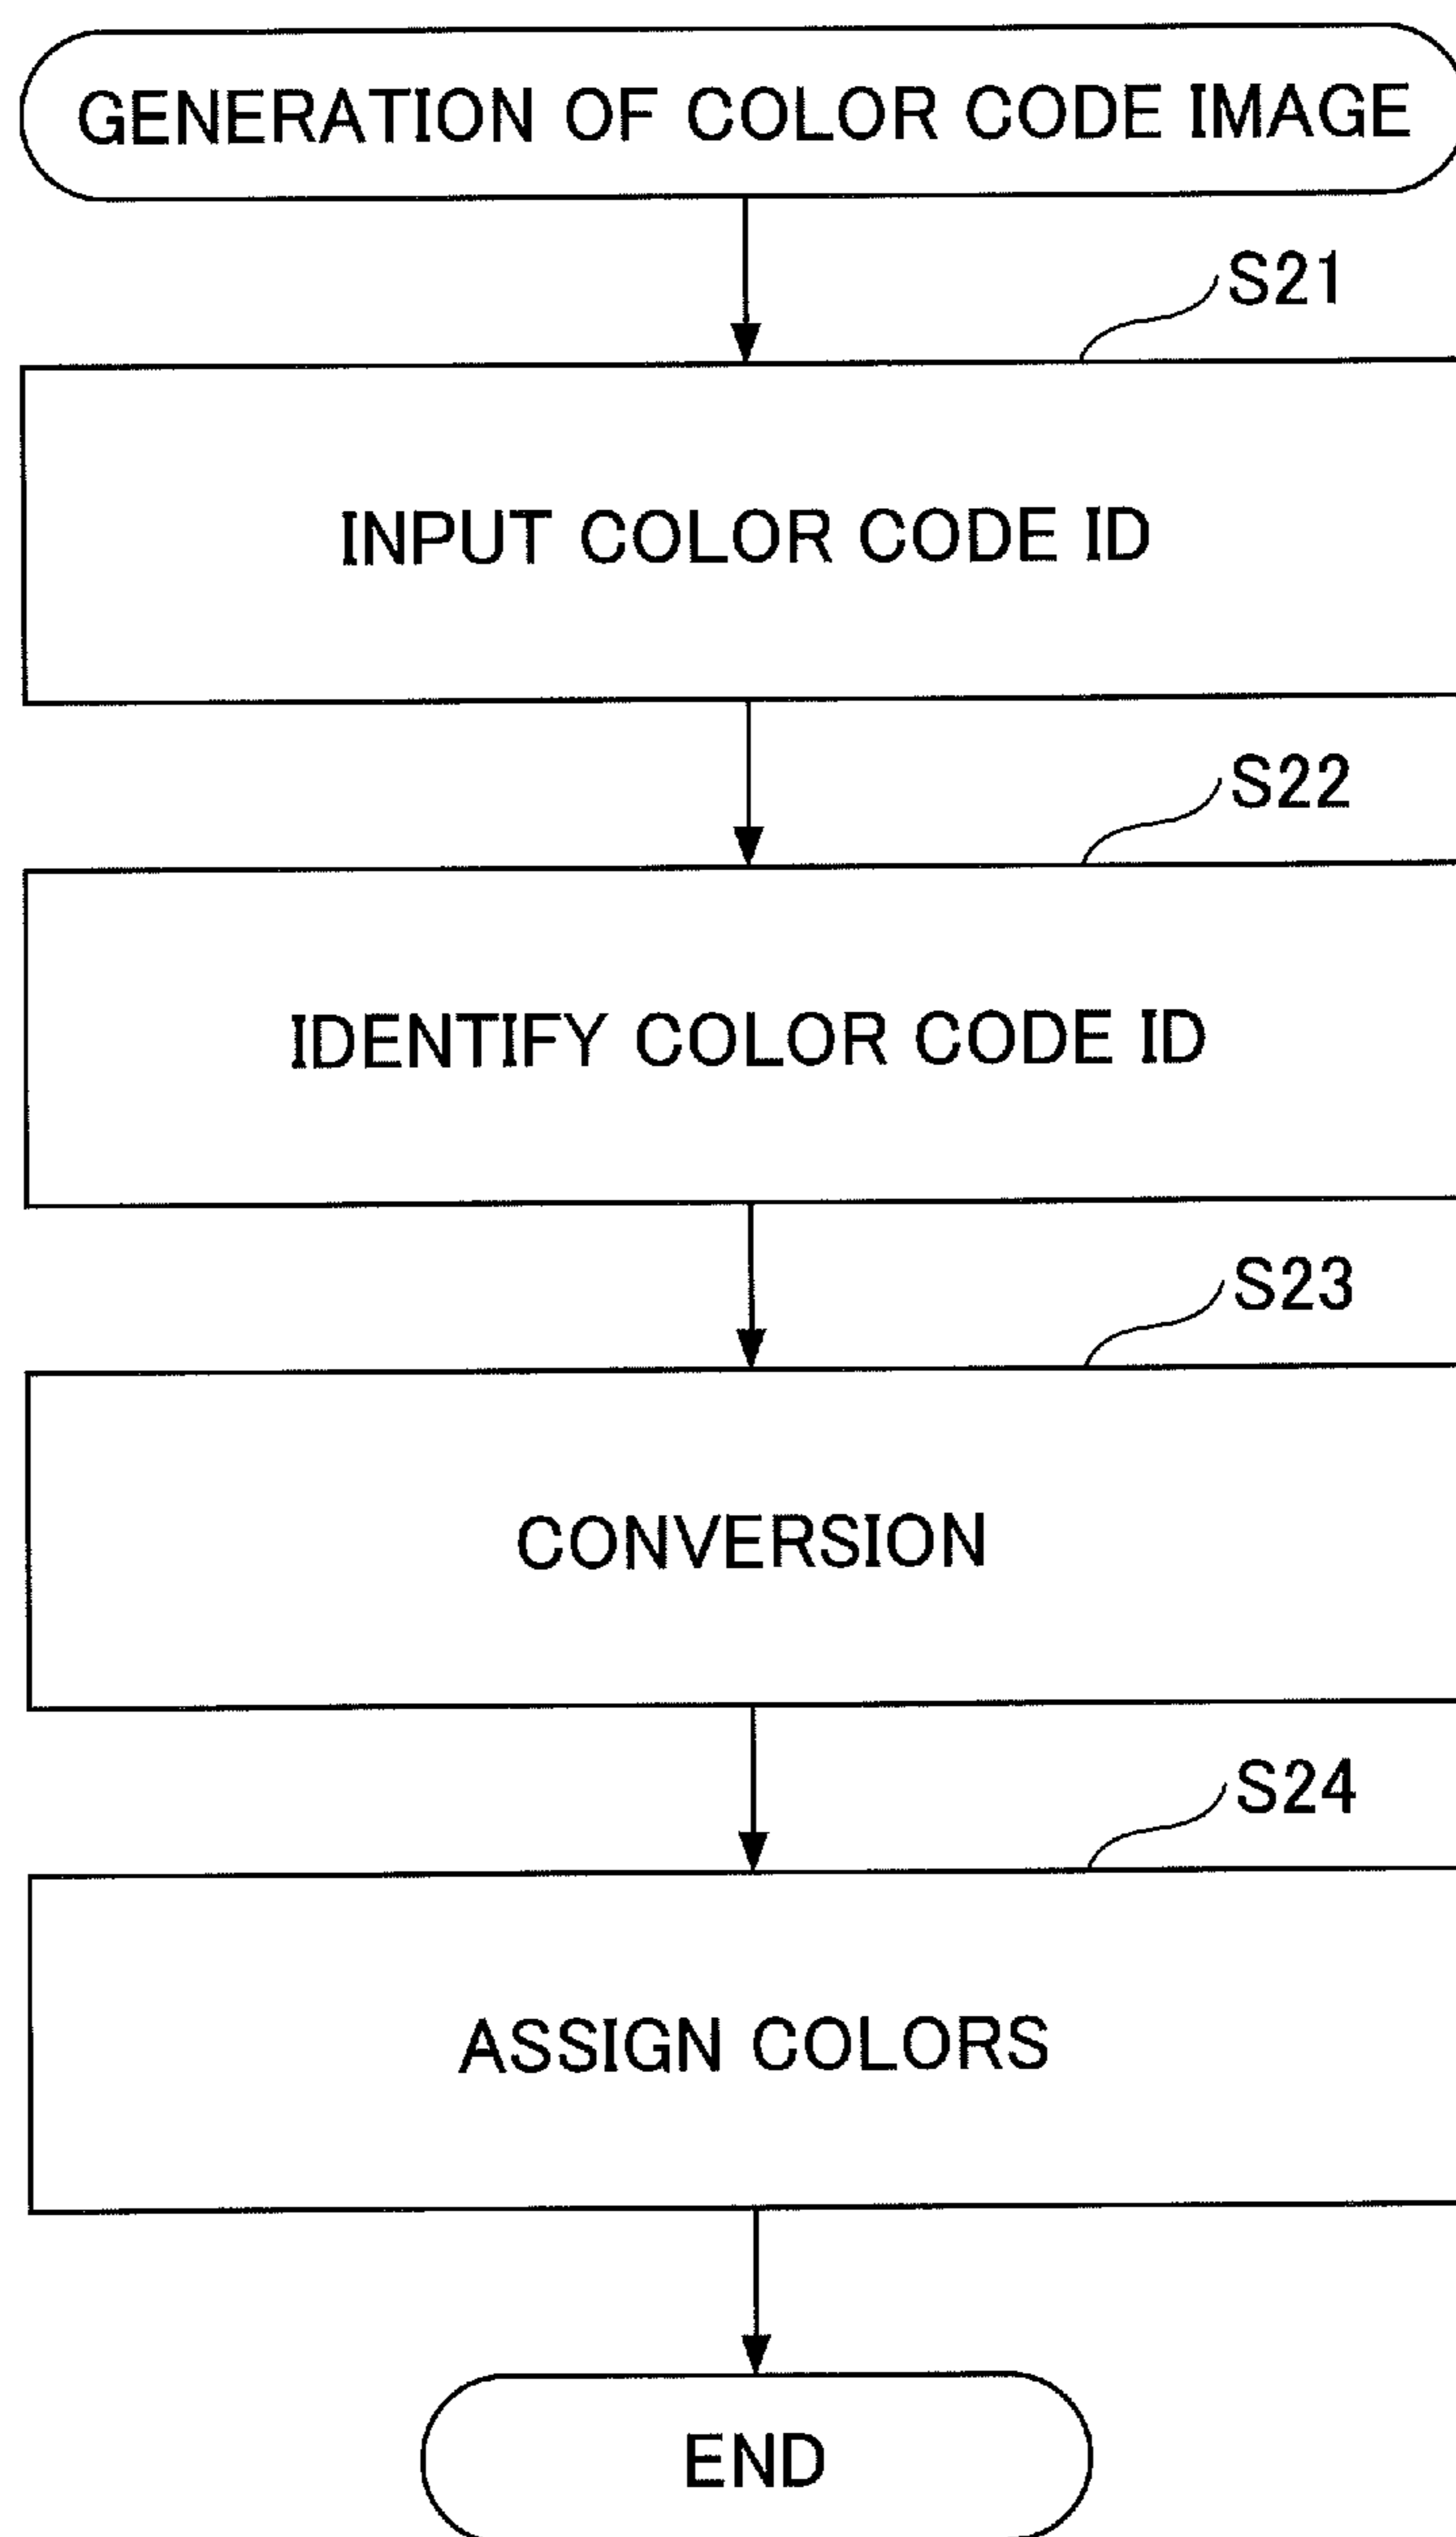 GENERATION OF COLOR CODE IMAGE
S21
INPUT COLOR CODE ID
S22
IDENTIFY COLOR CODE ID
S23
CONVERSION
S24
ASSIGN COLORS
END